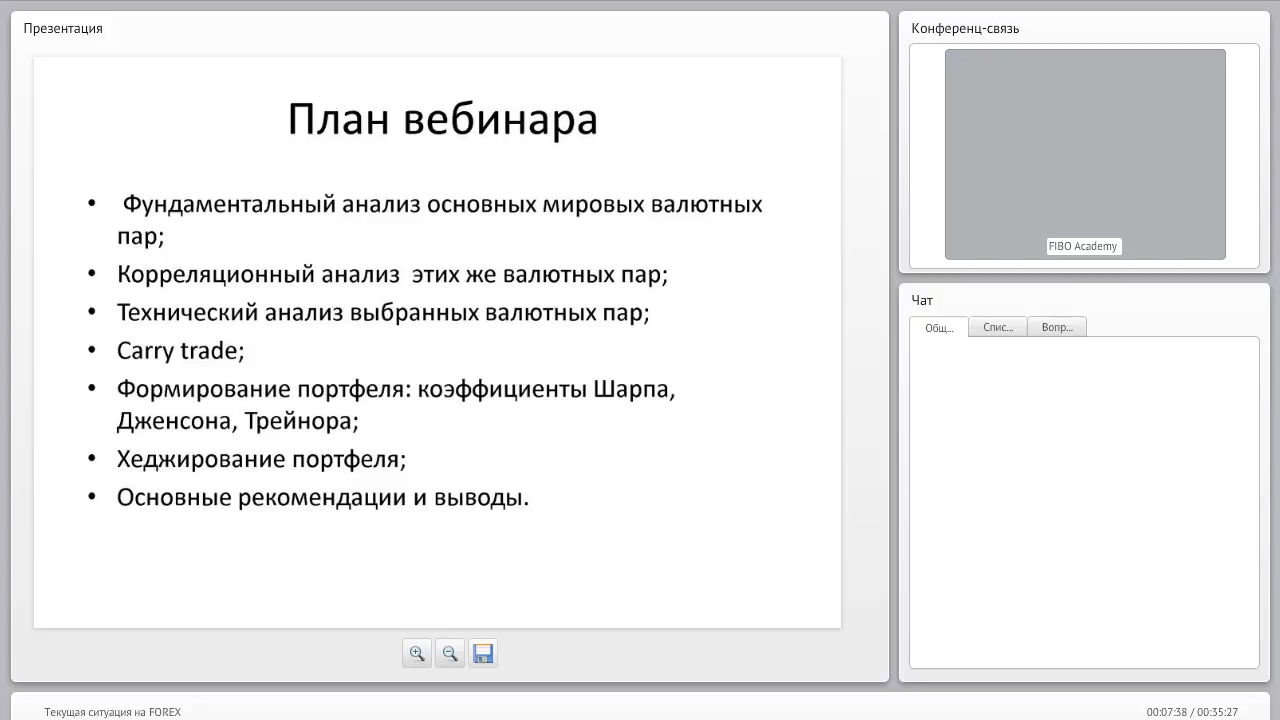 Презентация
План вебинара
• Фундаментальный анализ основных мировых валютных
пар;
• Корреляционный анализ этих же валютных пар;
• Технический анализ выбранных валютных пар;
• Carry trade;
• Формирование портфеля: коэффициенты Шарпа,
Дженсона, Трейнора;
• Хеджирование портфеля;
• Основные рекомендации и выводы.
Конференц-связь
FIBO Academy
Чат
Общ... Спис... Вопр...
Текущая ситуация на FOREX
00:07:38 / 00:35:27